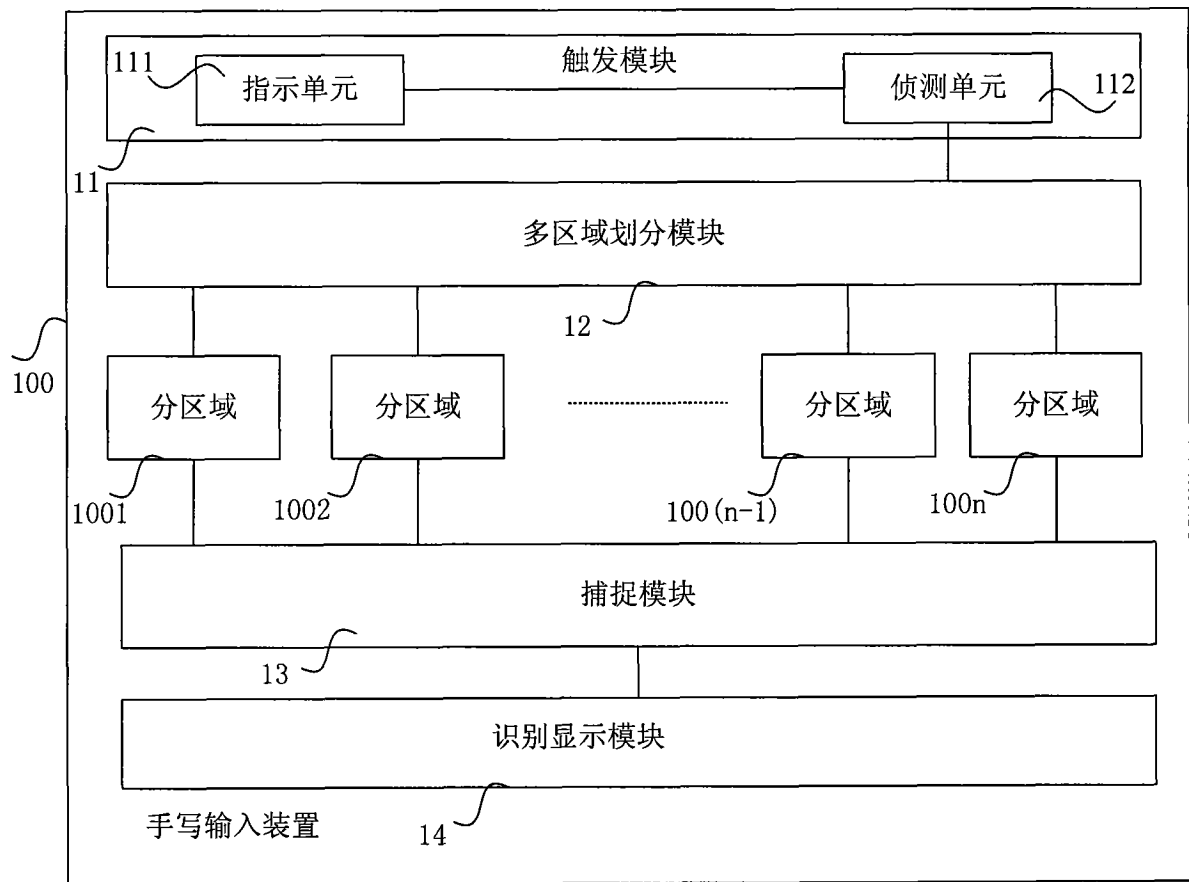 触发模块
111
指示单元
侦测单元
112
11
多区域划分模块
12
100
分区域
分区域
分区域
分区域
1001
1002
100(n-1)
100n
捕捉模块
13
识别显示模块
手写输入装置
14